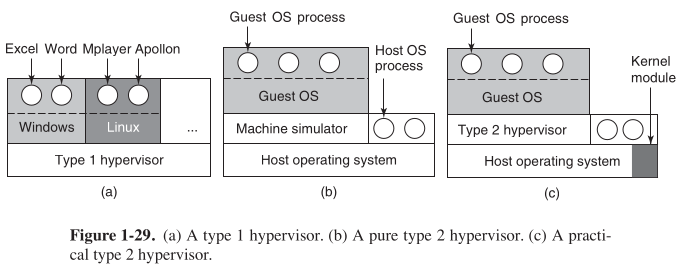 Excel Word Mplayer Apollon
Windows
Linux
...
Type 1 hypervisor
(a)
Guest OS process
Host OS
process
Guest OS
Machine simulator
Host operating system
(b)
Guest OS process
Kernel
module
Guest OS
Type 2 hypervisor
Host operating system
(c)
Figure 1-29. (a) A type 1 hypervisor. (b) A pure type 2 hypervisor. (c) A practi-
cal type 2 hypervisor.